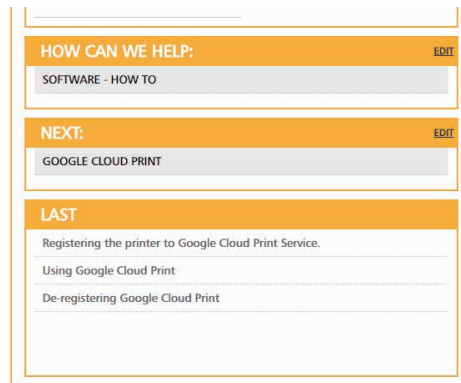 HOW CAN WE HELP:
EDIT
SOFTWARE - HOW TO
NEXT:
EDIT
GOOGLE CLOUD PRINT
LAST
Registering the printer to Google Cloud Print Service.
Using Google Cloud Print
De-registering Google Cloud Print